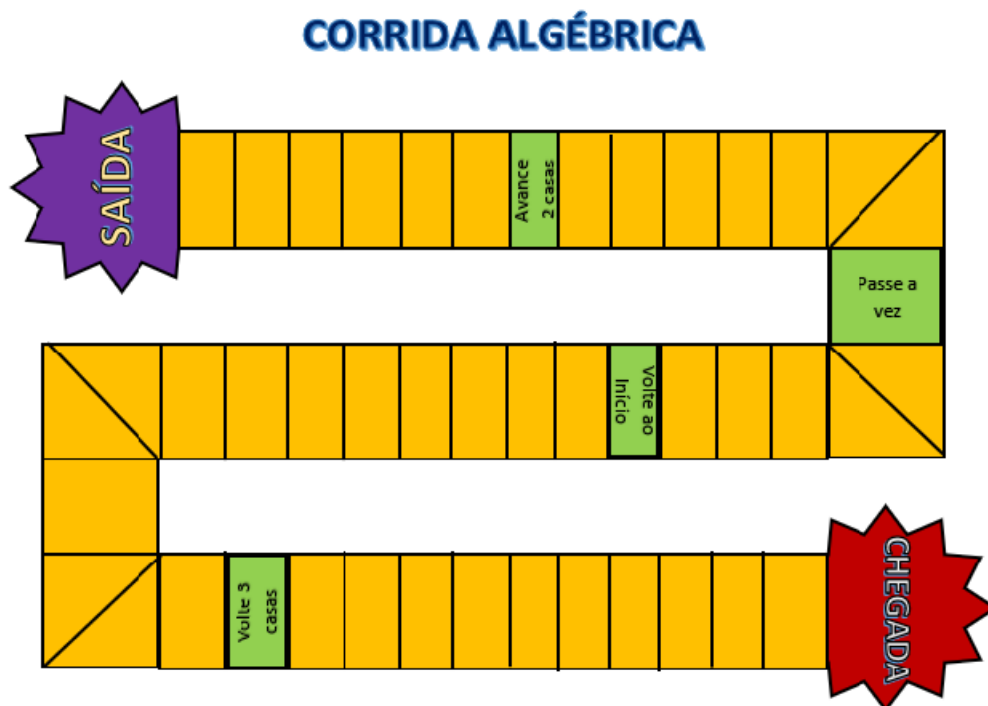 CORRIDA ALGÉBRICA
SAÍDA
Avance
2 casas
Passe a
vez
Volte ao
Início
Volte 3
casas
CHEGADA